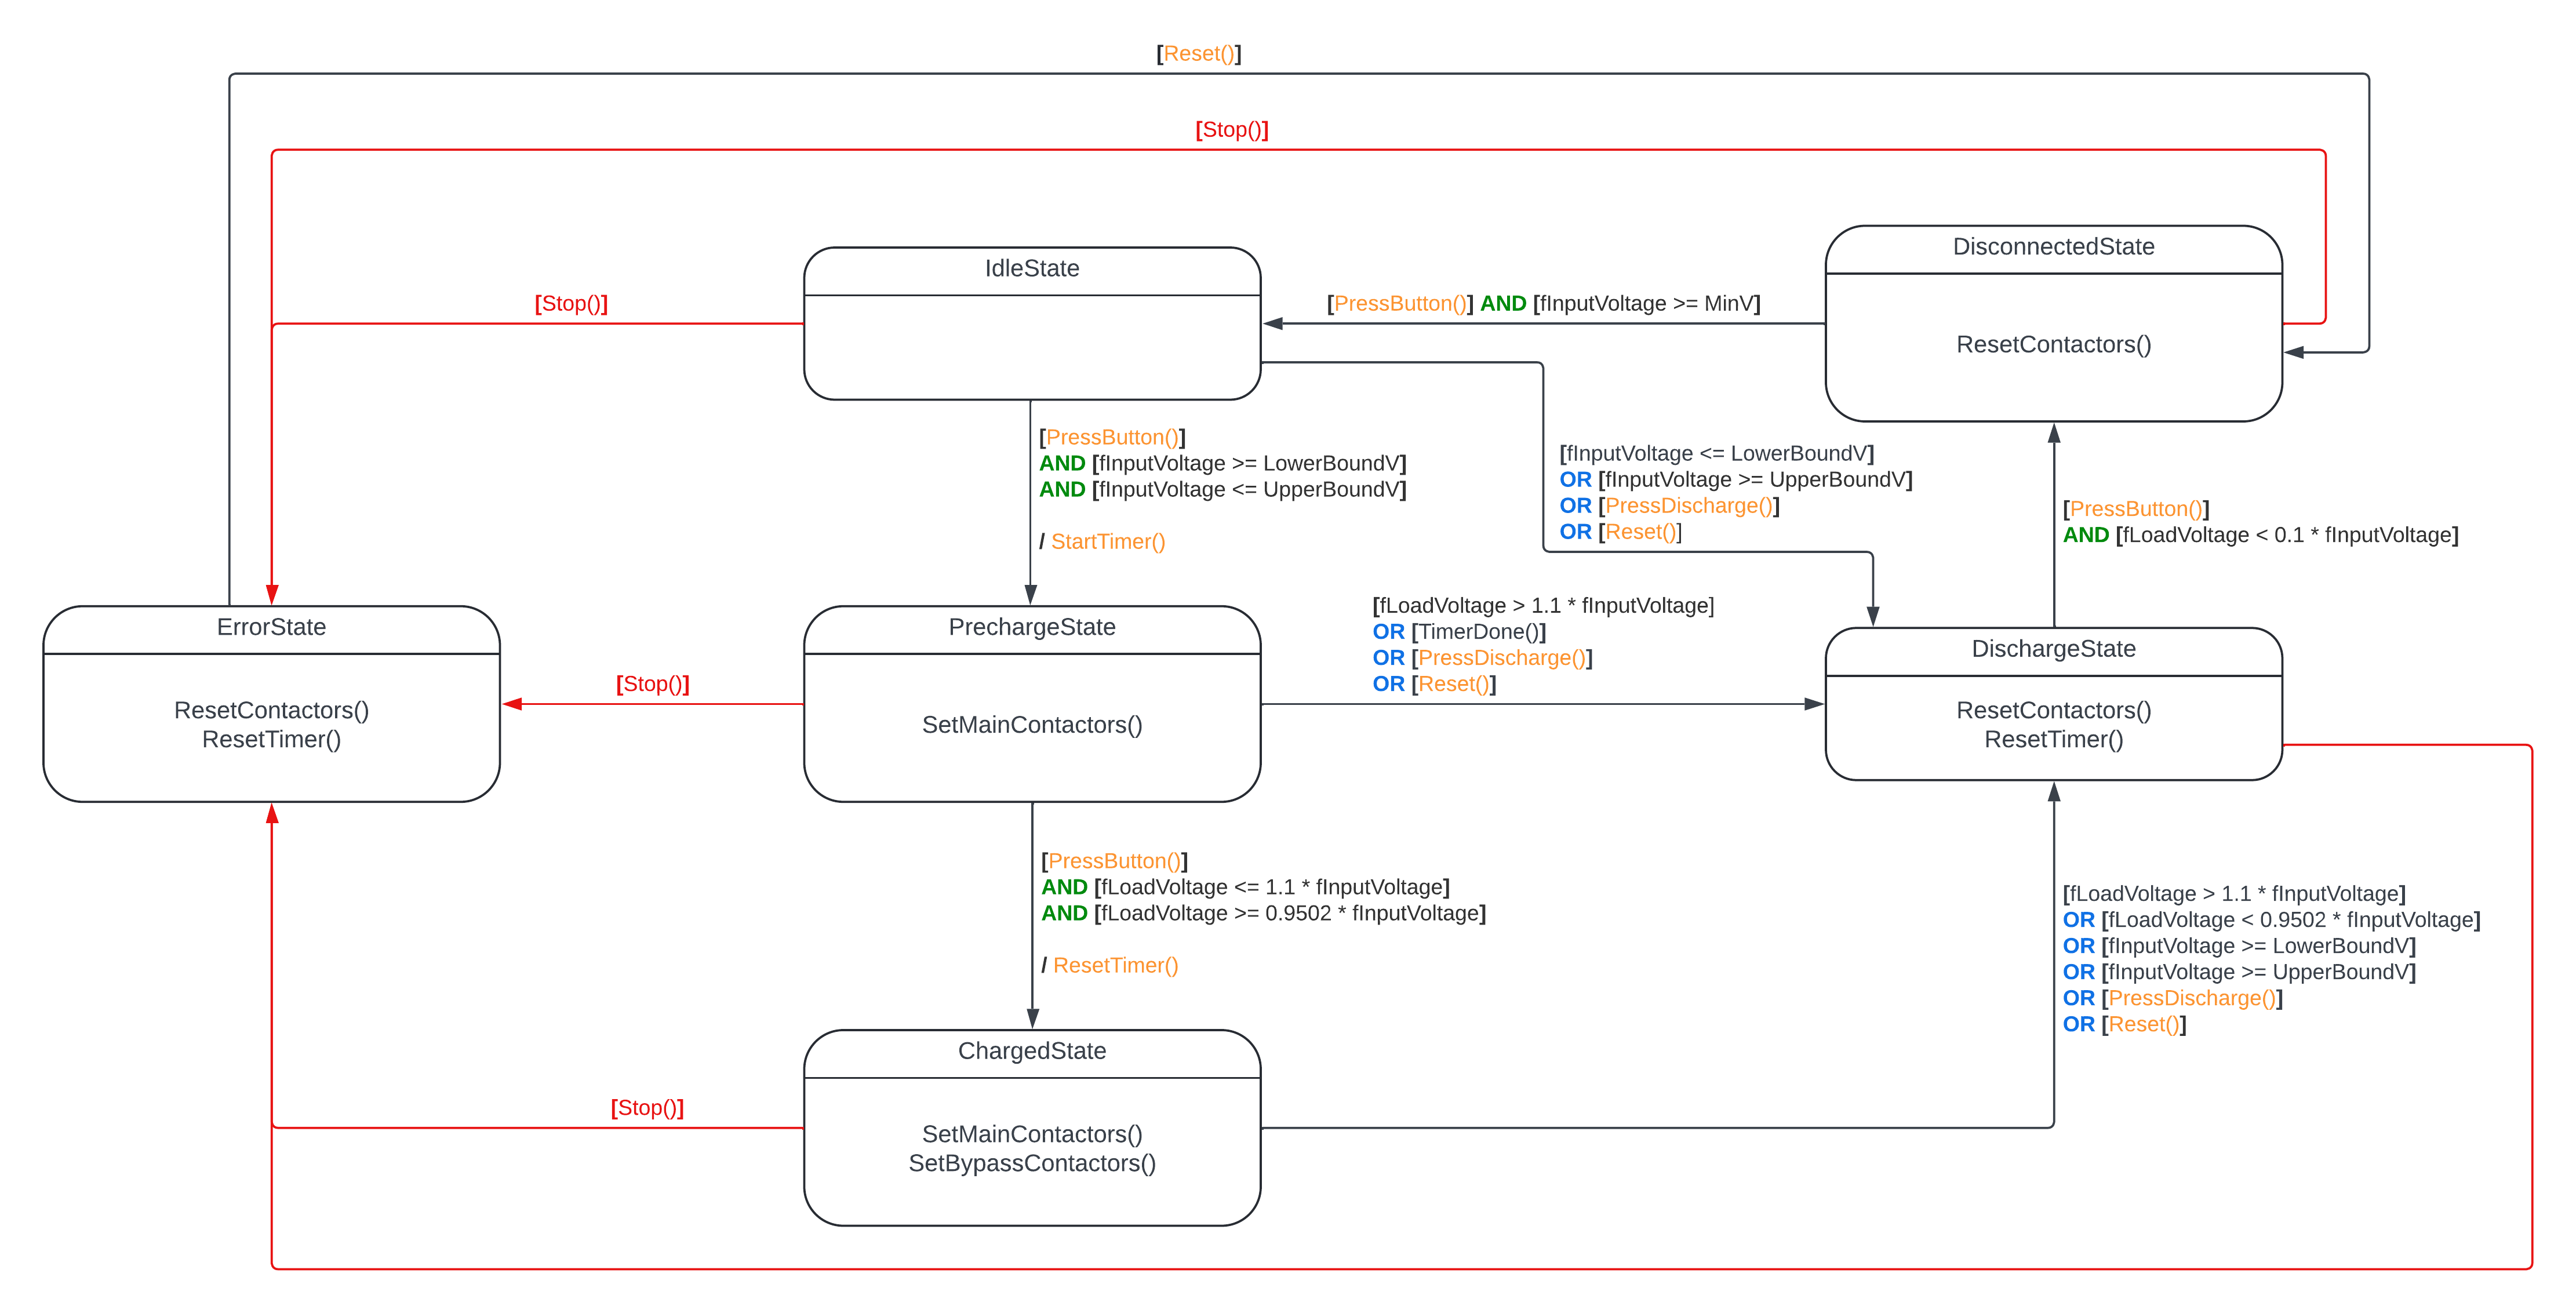 [Reset()]
[Stop()]
DisconnectedState
ResetContactors()
IdleState
[Stop()]
[PressButton()] AND [fInputVoltage >= MinV]
[PressButton()]
AND [fInputVoltage >= LowerBoundV]
AND [fInputVoltage <= UpperBoundV]
/ StartTimer()
[fInputVoltage <= LowerBoundV]
OR [fInputVoltage >= UpperBoundV]
OR [PressDischarge()]
OR [Reset()]
[PressButton()]
AND [fLoadVoltage < 0.1 * fInputVoltage]
ErrorState
ResetContactors()
ResetTimer()
[Stop()]
PrechargeState
SetMainContactors()
[fLoadVoltage > 1.1 * fInputVoltage]
OR [TimerDone()]
OR [PressDischarge()]
OR [Reset()]
DischargeState
ResetContactors()
ResetTimer()
[PressButton()]
AND [fLoadVoltage <= 1.1 * fInputVoltage]
AND [fLoadVoltage >= 0.9502 * fInputVoltage]
/ ResetTimer()
[fLoadVoltage > 1.1 * fInputVoltage]
OR [fLoadVoltage < 0.9502 * fInputVoltage]
OR [fInputVoltage >= LowerBoundV]
OR [fInputVoltage >= UpperBoundV]
OR [PressDischarge()]
OR [Reset()]
ChargedState
SetMainContactors()
SetBypassContactors()
[Stop()]